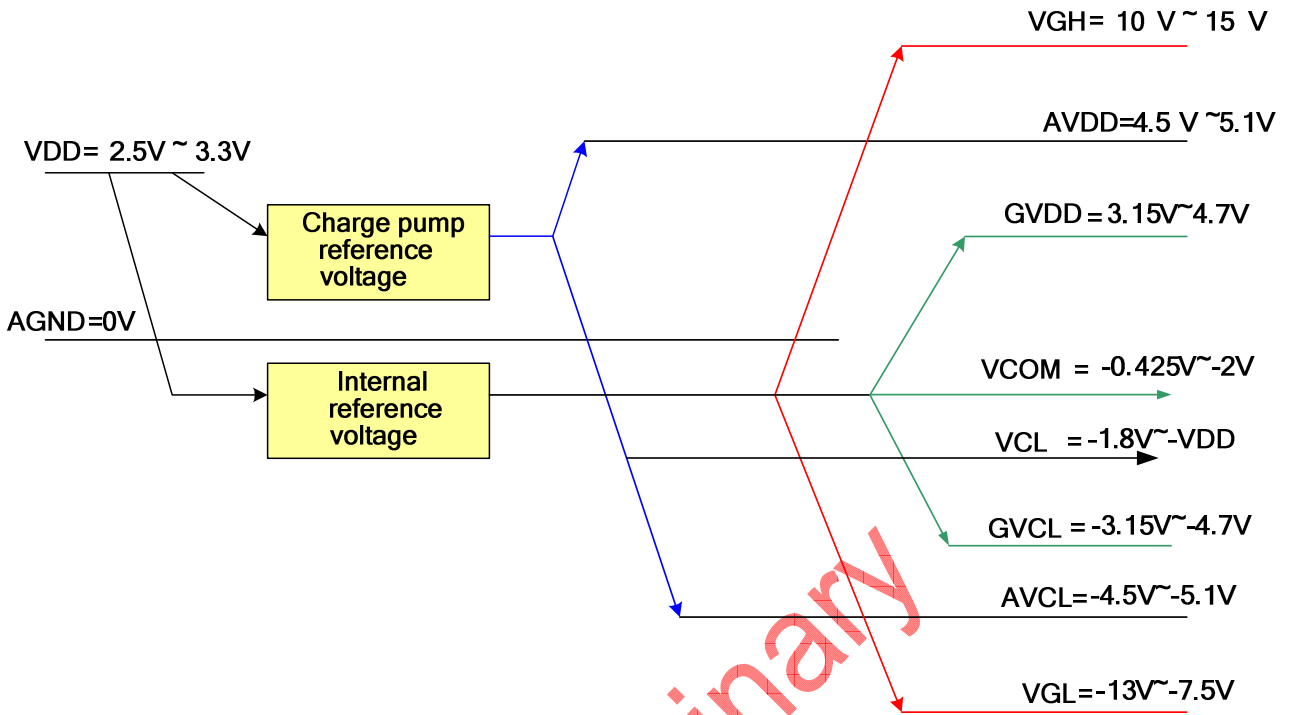 VGH= 10 V ~ 15 V
AVDD=4.5 V ~5.1V
VDD= 2.5V ~ 3.3V
GVDD = 3.15V~4.7V
Charge pump
reference
voltage
AGND=0V
VCOM = -0.425V~-2V
Internal
reference
voltage
VCL =-1.8V~-VDD
GVCL = -3.15V~-4.7V
AVCL=-4.5V~-5.1V
VGL=-13V~-7.5V
inary